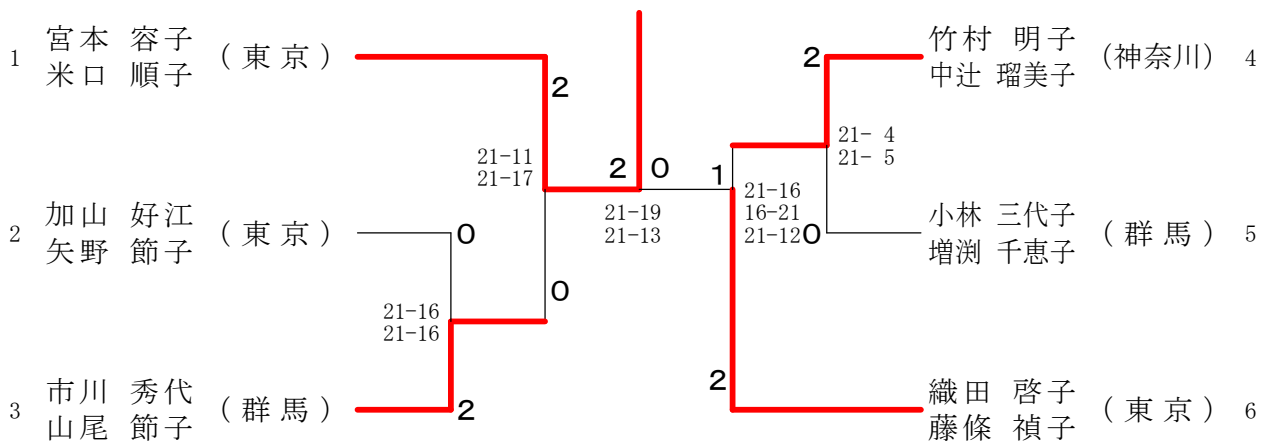 1 宮本 容子 (東京)
米口 順子
2 加山 好江 (東京)
矢野 節子
3 市川 秀代 (群馬)
山尾 節子
2
21-11
21-17
0
0
21-16
21-16
2
2 0
21-19
21-13
1
21-16
16-21
21-12
2
2
21- 4
21- 5
0
竹村 明子 (神奈川) 4
中辻 瑠美子
小林 三代子 (群馬) 5
増渕 千恵子
織田 啓子 (東京) 6
藤條 禎子